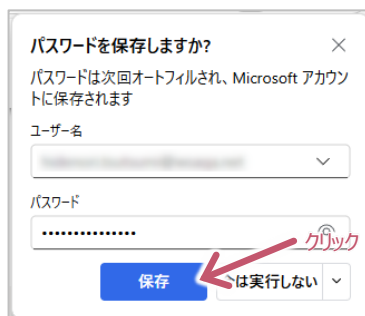 パスワードを保存しますか?
パスワードは次回オートフィルされ、Microsoft アカウン
トに保存されます
ユーザー名
パスワード
•••••••••••••••
クリック
保存
は実行しない